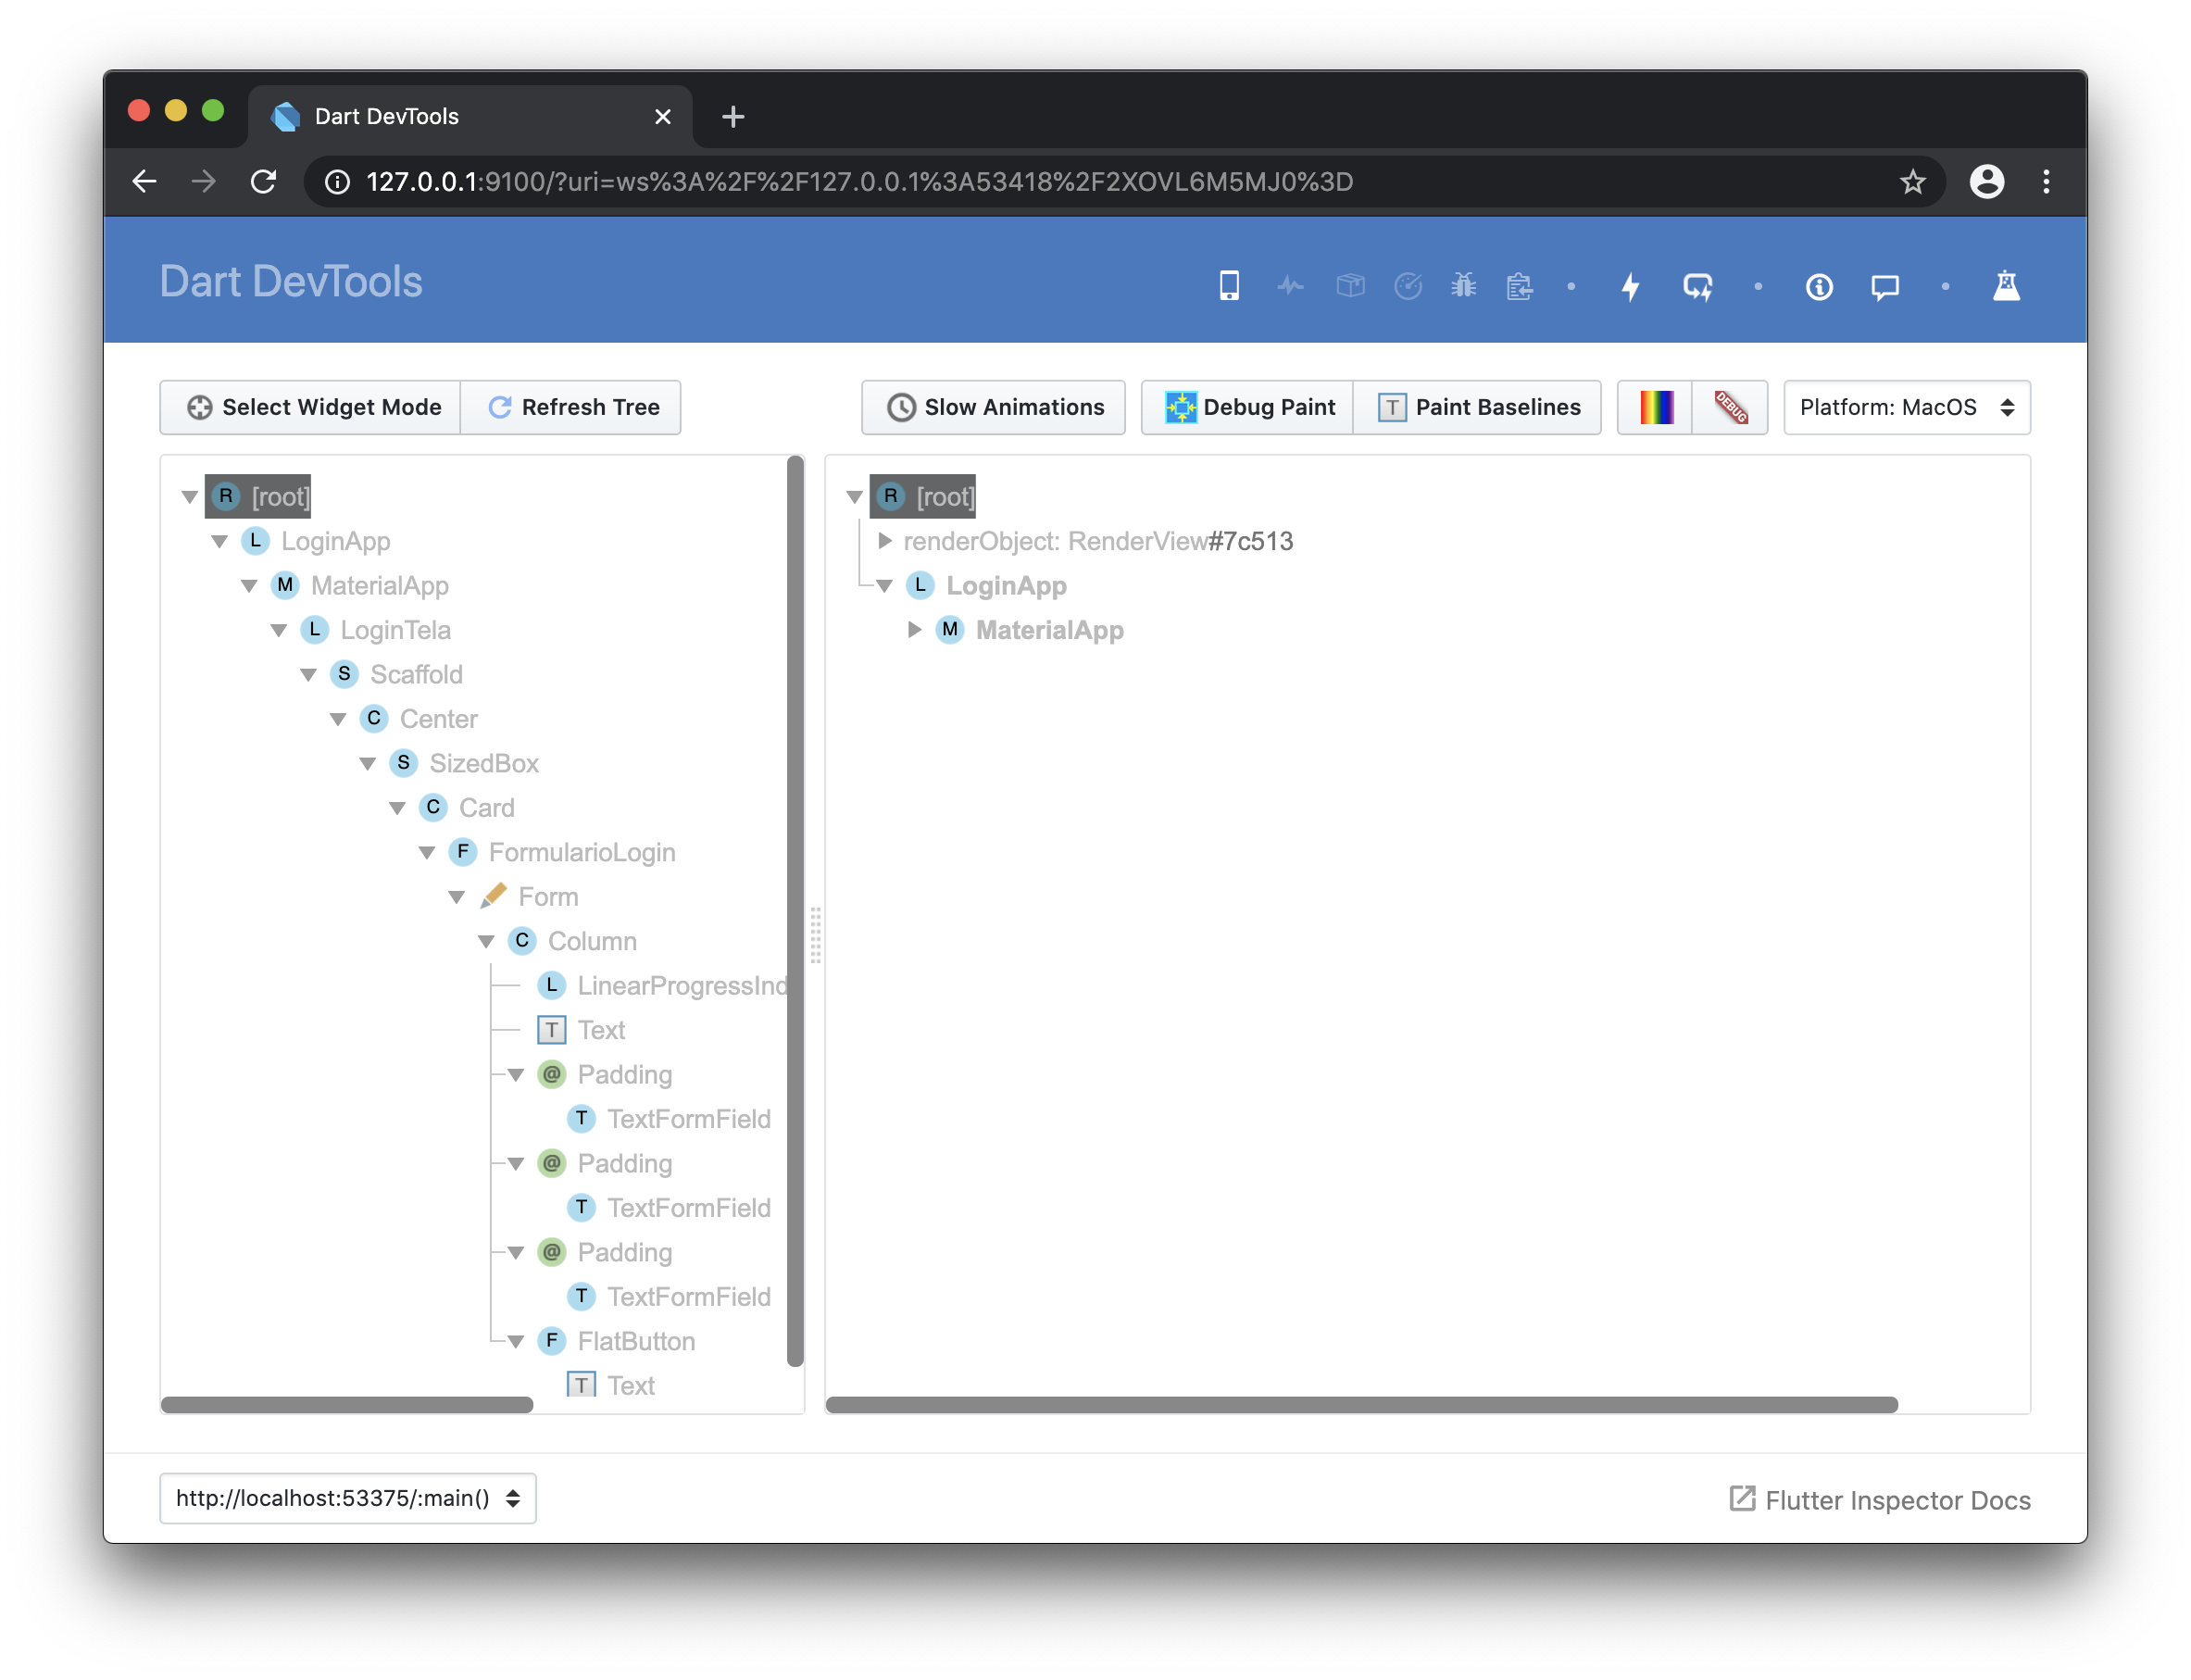 Dart DevTools
127.0.0.1:9100/?uri=ws%3A%2F%2F127.0.0.1%3A53418%2F2XOVL6M5MJ0%3D
Dart DevTools
Select Widget Mode
Refresh Tree
Slow Animations
Debug Paint
T Paint Baselines
DEBUG
Platform: MacOS
R [root]
L LoginApp
M MaterialApp
L LoginTela
S Scaffold
C Center
S SizedBox
C Card
F FormularioLogin
Form
C Column
L LinearProgressInd
T Text
@ Padding
T TextFormField
@ Padding
T TextFormField
@ Padding
T TextFormField
F FlatButton
T Text
R [root]
renderObject: RenderView#7c513
L LoginApp
M MaterialApp
http://localhost:53375/:main()
Flutter Inspector Docs